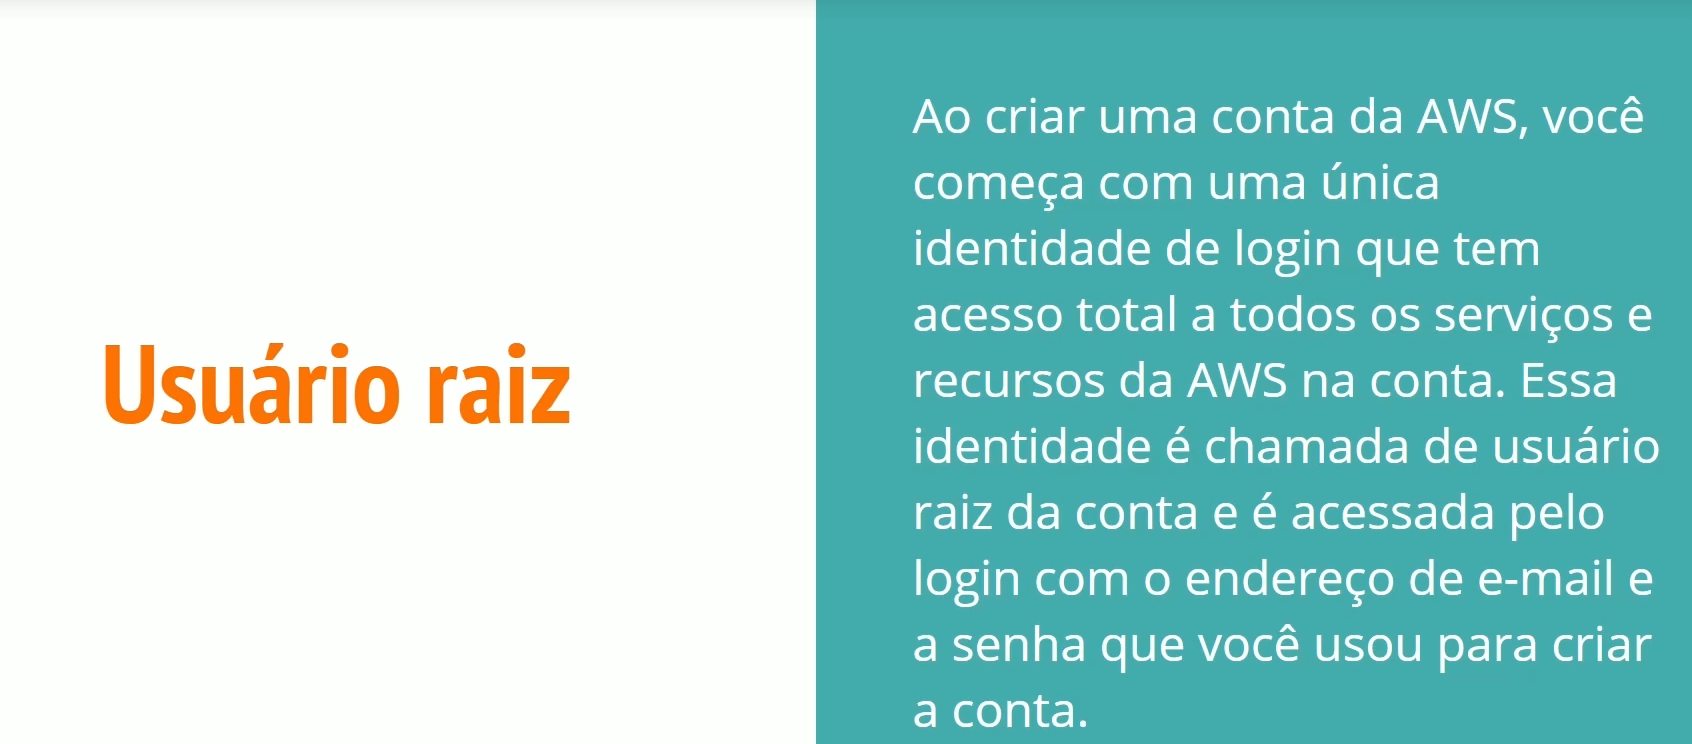 Usuário raiz
Ao criar uma conta da AWS, você
começa com uma única
identidade de login que tem
acesso total a todos os serviços e
recursos da AWS na conta. Essa
identidade é chamada de usuário
raiz da conta e é acessada pelo
login com o endereço de e-mail e
a senha que você usou para criar
a conta.